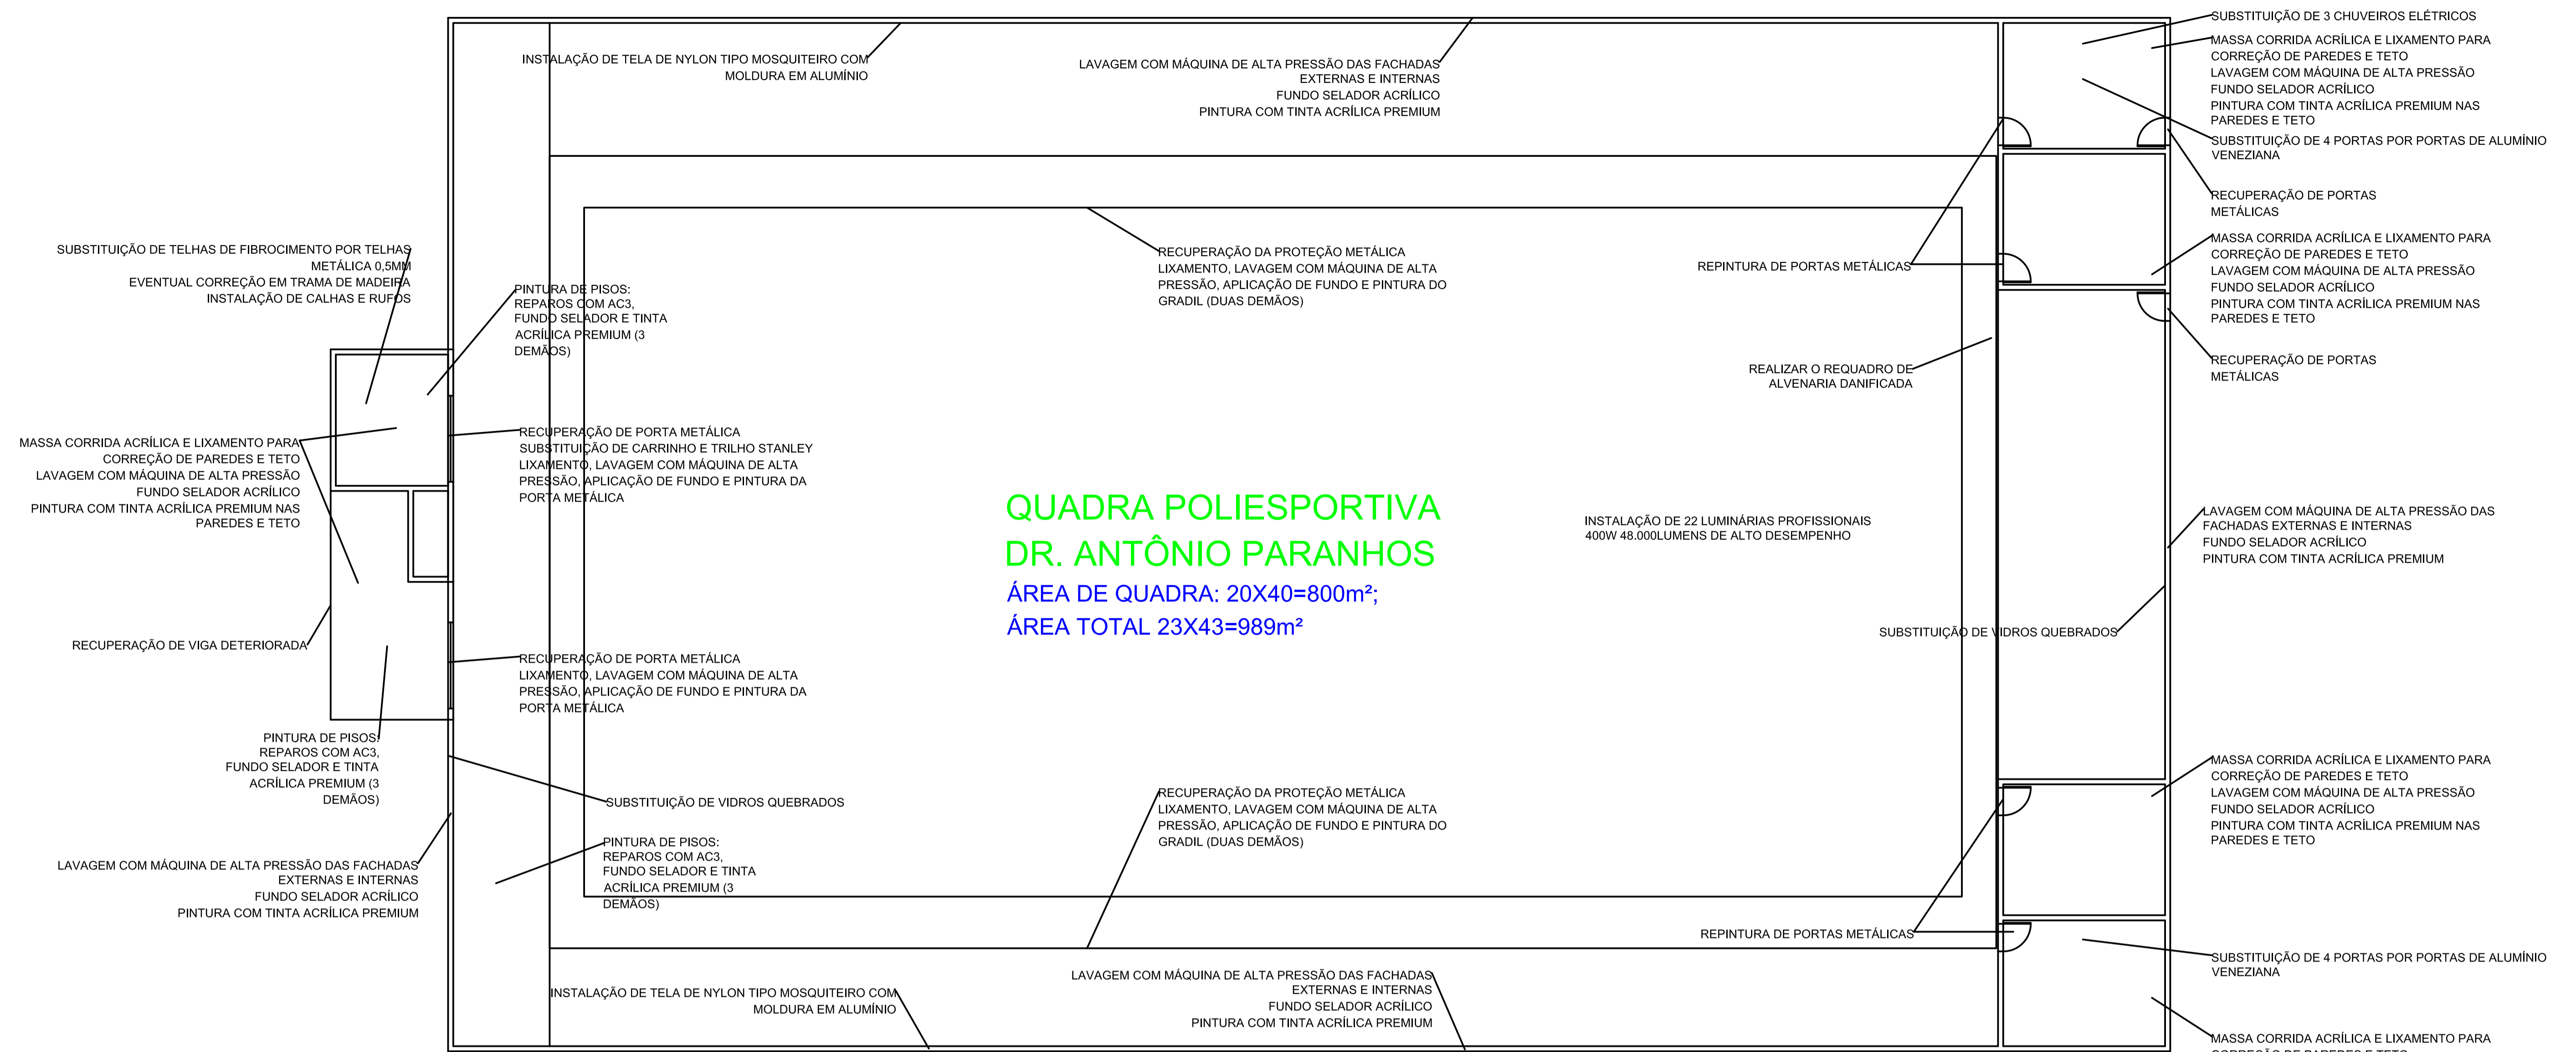 SUBSTITUIÇÃO DE 3 CHUVEIROS ELÉTRICOS
MASSA CORRIDA ACRÍLICA E LIXAMENTO PARA
CORREÇÃO DE PAREDES E TETO
LAVAGEM COM MÁQUINA DE ALTA PRESSÃO
FUNDO SELADOR ACRÍLICO
PINTURA COM TINTA ACRÍLICA PREMIUM NAS
PAREDES E TETO
SUBSTITUIÇÃO DE 4 PORTAS POR PORTAS DE ALUMÍNIO
VENEZIANA
INSTALAÇÃO DE TELA DE NYLON TIPO MOSQUITEIRO COM
MOLDURA EM ALUMÍNIO
LAVAGEM COM MÁQUINA DE ALTA PRESSÃO DAS FACHADAS
EXTERNAS E INTERNAS
FUNDO SELADOR ACRÍLICO
PINTURA COM TINTA ACRÍLICA PREMIUM
RECUPERAÇÃO DE PORTAS
METÁLICAS
SUBSTITUIÇÃO DE TELHAS DE FIBROCIMENTO POR TELHAS
METÁLICA 0,5MM
EVENTUAL CORREÇÃO EM TRAMA DE MADEIRA
INSTALAÇÃO DE CALHAS E RUFOS
PINTURA DE PISOS:
REPAROS COM AC3,
FUNDO SELADOR E TINTA
ACRÍLICA PREMIUM (3
DEMÃOS)
RECUPERAÇÃO DA PROTEÇÃO METÁLICA
LIXAMENTO, LAVAGEM COM MÁQUINA DE ALTA
PRESSÃO, APLICAÇÃO DE FUNDO E PINTURA DO
GRADIL (DUAS DEMÃOS)
REPINTURA DE PORTAS METÁLICAS
MASSA CORRIDA ACRÍLICA E LIXAMENTO PARA
CORREÇÃO DE PAREDES E TETO
LAVAGEM COM MÁQUINA DE ALTA PRESSÃO
FUNDO SELADOR ACRÍLICO
PINTURA COM TINTA ACRÍLICA PREMIUM NAS
PAREDES E TETO
REALIZAR O REQUADRO DE
ALVENARIA DANIFICADA
RECUPERAÇÃO DE PORTAS
METÁLICAS
MASSA CORRIDA ACRÍLICA E LIXAMENTO PARA
CORREÇÃO DE PAREDES E TETO
LAVAGEM COM MÁQUINA DE ALTA PRESSÃO
FUNDO SELADOR ACRÍLICO
PINTURA COM TINTA ACRÍLICA PREMIUM NAS
PAREDES E TETO
RECUPERAÇÃO DE PORTA METÁLICA
SUBSTITUIÇÃO DE CARRINHO E TRILHO STANLEY
LIXAMENTO, LAVAGEM COM MÁQUINA DE ALTA
PRESSÃO, APLICAÇÃO DE FUNDO E PINTURA DA
PORTA METÁLICA
QUADRA POLIESPORTIVA
DR. ANTÔNIO PARANHOS
ÁREA DE QUADRA: 20X40=800m²;
ÁREA TOTAL 23X43=989m²
INSTALAÇÃO DE 22 LUMINÁRIAS PROFISSIONAIS
400W 48.000LUMENS DE ALTO DESEMPENHO
LAVAGEM COM MÁQUINA DE ALTA PRESSÃO DAS
FACHADAS EXTERNAS E INTERNAS
FUNDO SELADOR ACRÍLICO
PINTURA COM TINTA ACRÍLICA PREMIUM
SUBSTITUIÇÃO DE VIDROS QUEBRADOS
RECUPERAÇÃO DE VIGA DETERIORADA
RECUPERAÇÃO DE PORTA METÁLICA
LIXAMENTO, LAVAGEM COM MÁQUINA DE ALTA
PRESSÃO, APLICAÇÃO DE FUNDO E PINTURA DA
PORTA METÁLICA
PINTURA DE PISOS:
REPAROS COM AC3,
FUNDO SELADOR E TINTA
ACRÍLICA PREMIUM (3
DEMÃOS)
SUBSTITUIÇÃO DE VIDROS QUEBRADOS
RECUPERAÇÃO DA PROTEÇÃO METÁLICA
LIXAMENTO, LAVAGEM COM MÁQUINA DE ALTA
PRESSÃO, APLICAÇÃO DE FUNDO E PINTURA DO
GRADIL (DUAS DEMÃOS)
MASSA CORRIDA ACRÍLICA E LIXAMENTO PARA
CORREÇÃO DE PAREDES E TETO
LAVAGEM COM MÁQUINA DE ALTA PRESSÃO
FUNDO SELADOR ACRÍLICO
PINTURA COM TINTA ACRÍLICA PREMIUM NAS
PAREDES E TETO
PINTURA DE PISOS:
REPAROS COM AC3,
FUNDO SELADOR E TINTA
ACRÍLICA PREMIUM (3
DEMÃOS)
LAVAGEM COM MÁQUINA DE ALTA PRESSÃO DAS FACHADAS
EXTERNAS E INTERNAS
FUNDO SELADOR ACRÍLICO
PINTURA COM TINTA ACRÍLICA PREMIUM
REPINTURA DE PORTAS METÁLICAS
SUBSTITUIÇÃO DE 4 PORTAS POR PORTAS DE ALUMÍNIO
VENEZIANA
INSTALAÇÃO DE TELA DE NYLON TIPO MOSQUITEIRO COM
MOLDURA EM ALUMÍNIO
LAVAGEM COM MÁQUINA DE ALTA PRESSÃO DAS FACHADAS
EXTERNAS E INTERNAS
FUNDO SELADOR ACRÍLICO
PINTURA COM TINTA ACRÍLICA PREMIUM
MASSA CORRIDA ACRÍLICA E LIXAMENTO PARA